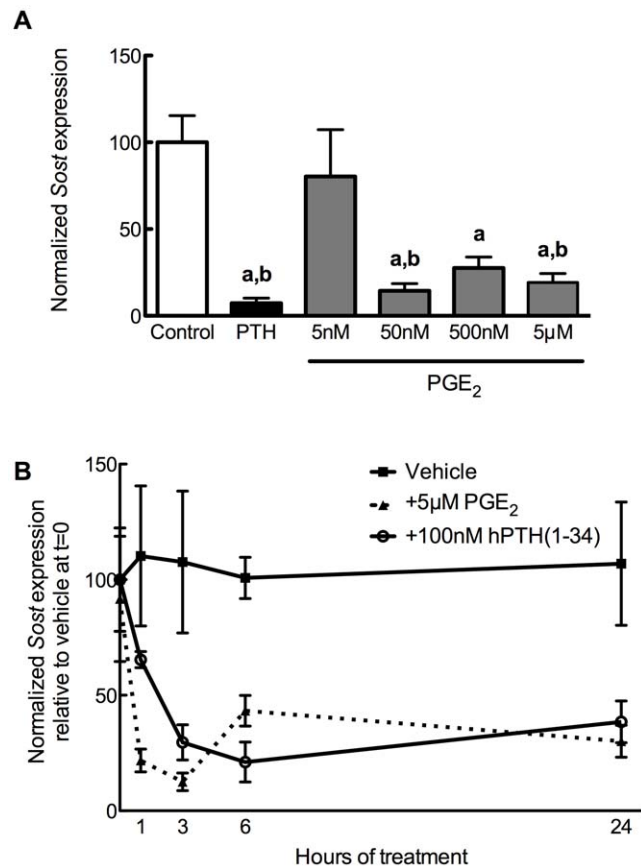 A
Normalized Sost expression
150
100
50
0
a,b
a,b
a
a,b
Control PTH 5nM 50nM 500nM 5µM
PGE₂
B
Normalized Sost expression
relative to vehicle at t=0
150
100
50
0
Vehicle
+5µM PGE₂
+100nM hPTH(1-34)
1 3 6 24
Hours of treatment